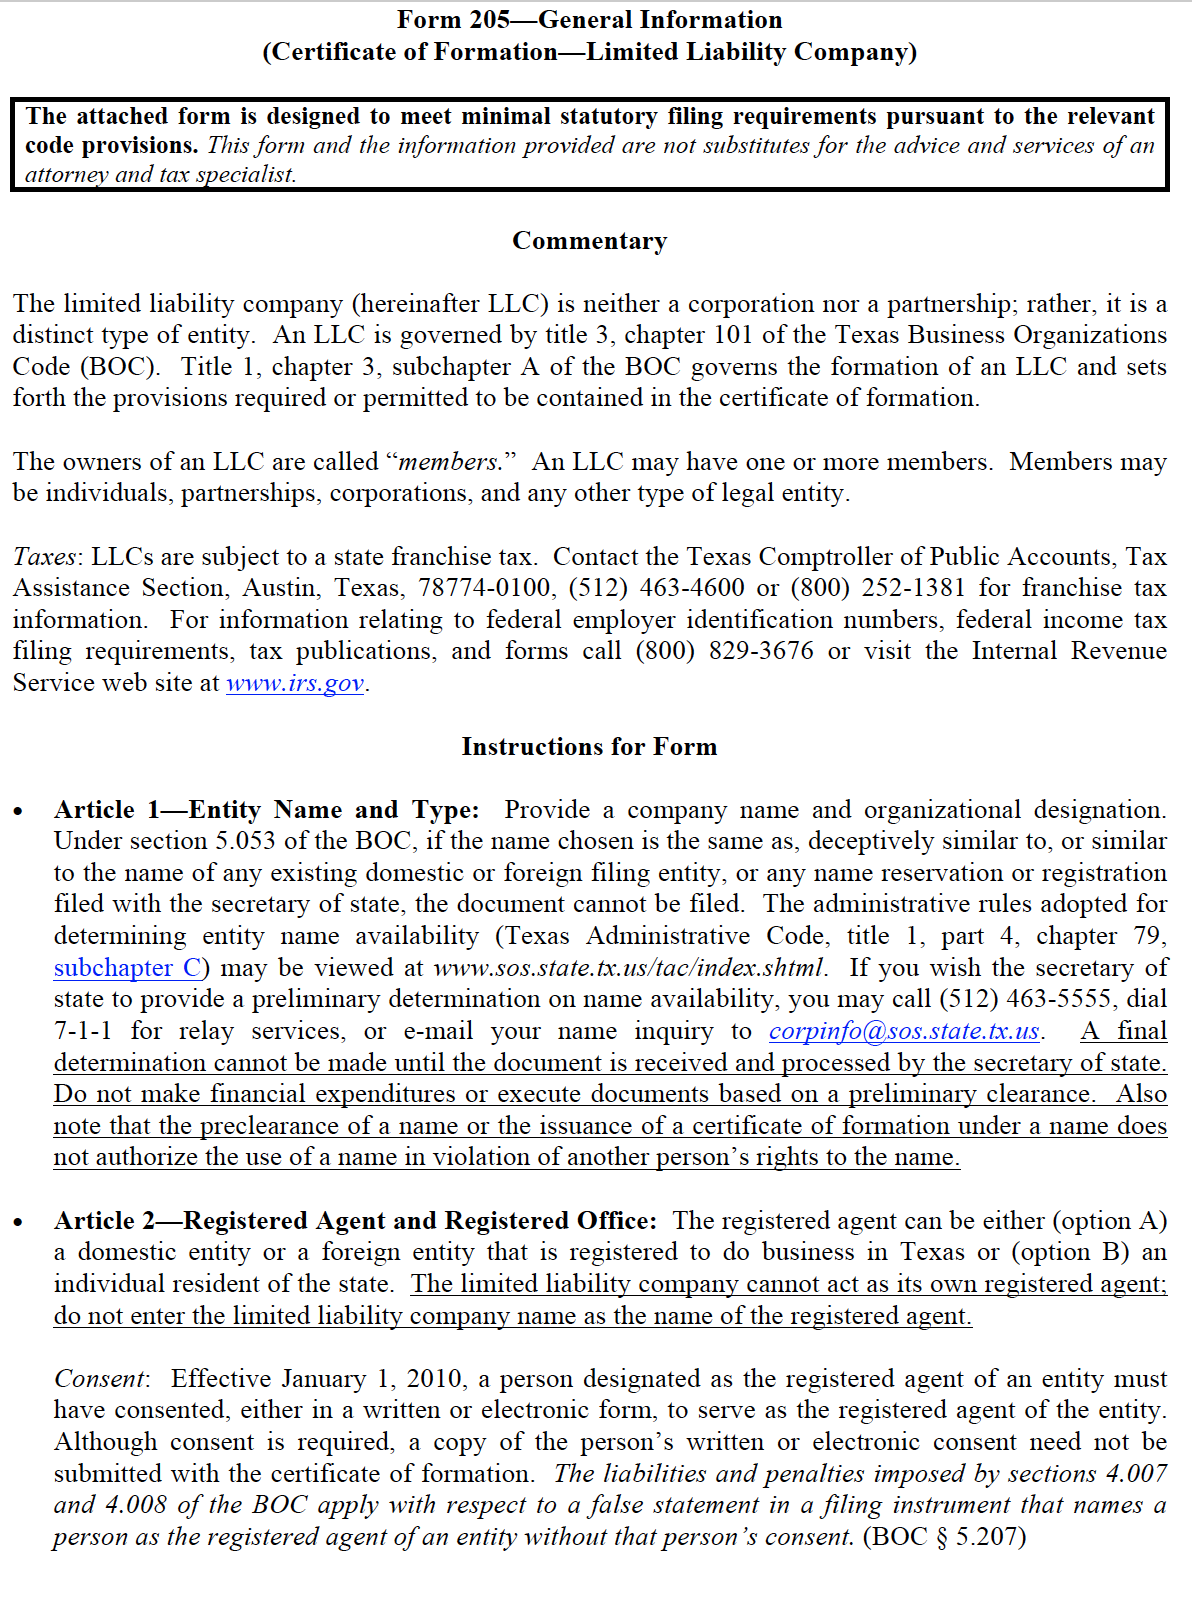 Form 205—General Information
(Certificate of Formation—Limited Liability Company)
The attached form is designed to meet minimal statutory filing requirements pursuant to the relevant
code provisions. This form and the information provided are not substitutes for the advice and services of an
attorney and tax specialist.
Commentary
The limited liability company (hereinafter LLC) is neither a corporation nor a partnership; rather, it is a
distinct type of entity.  An LLC is governed by title 3, chapter 101 of the Texas Business Organizations
Code (BOC).  Title 1, chapter 3, subchapter A of the BOC governs the formation of an LLC and sets
forth the provisions required or permitted to be contained in the certificate of formation.
The owners of an LLC are called “members.”  An LLC may have one or more members.  Members may
be individuals, partnerships, corporations, and any other type of legal entity.
Taxes: LLCs are subject to a state franchise tax.  Contact the Texas Comptroller of Public Accounts, Tax
Assistance Section, Austin, Texas, 78774-0100, (512) 463-4600 or (800) 252-1381 for franchise tax
information.  For information relating to federal employer identification numbers, federal income tax
filing requirements, tax publications, and forms call (800) 829-3676 or visit the Internal Revenue
Service web site at www.irs.gov.
Instructions for Form
• Article 1—Entity Name and Type:  Provide a company name and organizational designation.
Under section 5.053 of the BOC, if the name chosen is the same as, deceptively similar to, or similar
to the name of any existing domestic or foreign filing entity, or any name reservation or registration
filed with the secretary of state, the document cannot be filed.  The administrative rules adopted for
determining entity name availability (Texas Administrative Code, title 1, part 4, chapter 79,
subchapter C) may be viewed at www.sos.state.tx.us/tac/index.shtml.  If you wish the secretary of
state to provide a preliminary determination on name availability, you may call (512) 463-5555, dial
7-1-1 for relay services, or e-mail your name inquiry to corpinfo@sos.state.tx.us.  A final
determination cannot be made until the document is received and processed by the secretary of state.
Do not make financial expenditures or execute documents based on a preliminary clearance.  Also
note that the preclearance of a name or the issuance of a certificate of formation under a name does
not authorize the use of a name in violation of another person’s rights to the name.
• Article 2—Registered Agent and Registered Office:  The registered agent can be either (option A)
a domestic entity or a foreign entity that is registered to do business in Texas or (option B) an
individual resident of the state.  The limited liability company cannot act as its own registered agent;
do not enter the limited liability company name as the name of the registered agent.
Consent:  Effective January 1, 2010, a person designated as the registered agent of an entity must
have consented, either in a written or electronic form, to serve as the registered agent of the entity.
Although consent is required, a copy of the person’s written or electronic consent need not be
submitted with the certificate of formation.  The liabilities and penalties imposed by sections 4.007
and 4.008 of the BOC apply with respect to a false statement in a filing instrument that names a
person as the registered agent of an entity without that person’s consent. (BOC § 5.207)